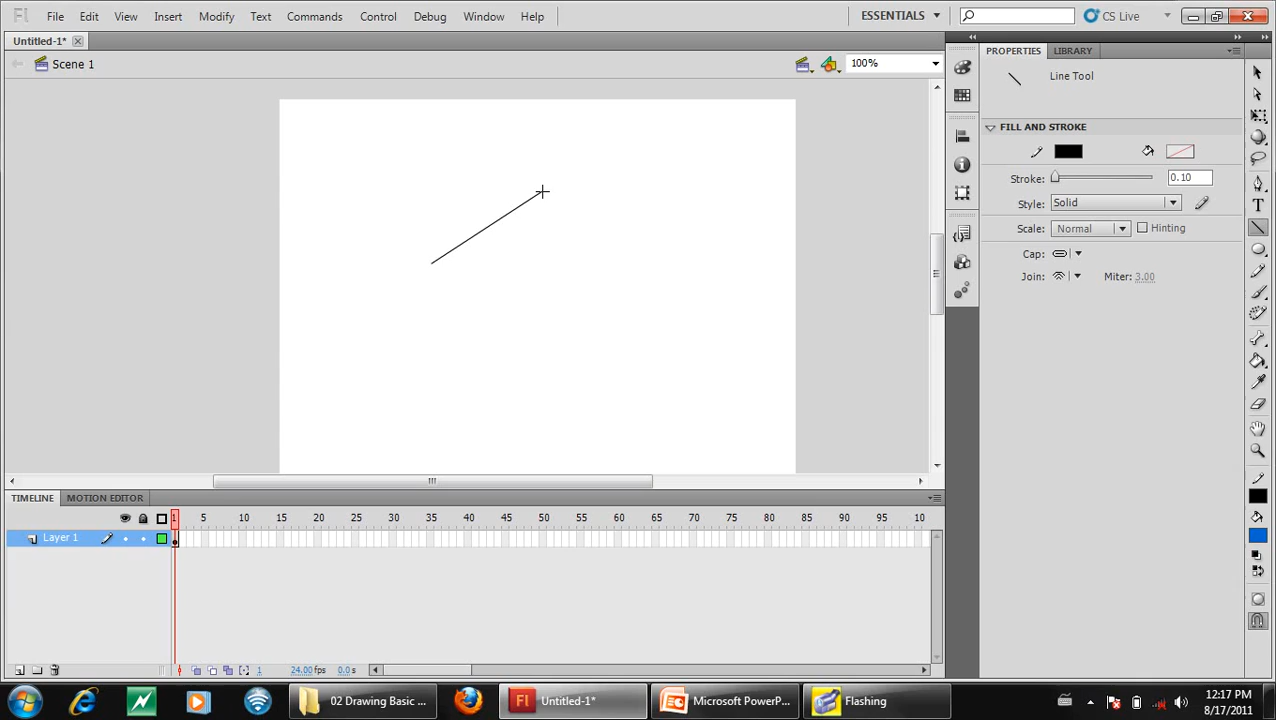 Fl File Edit View Insert Modify Text Commands Control Debug Window Help ESSENTIALS CS Live
Untitled-1*
Scene 1 100%
PROPERTIES LIBRARY
Line Tool
FILL AND STROKE
Stroke: 0.10
Style: Solid
Scale: Normal Hinting
Cap:
Join: Miter: 3.00
TIMELINE MOTION EDITOR
1 5 10 15 20 25 30 35 40 45 50 55 60 65 70 75 80 85 90 95 10
Layer 1
1 24.00 fps 0.0 s
02 Drawing Basic ... Fl Untitled-1* Microsoft PowerP... Flashing
12:17 PM
8/17/2011